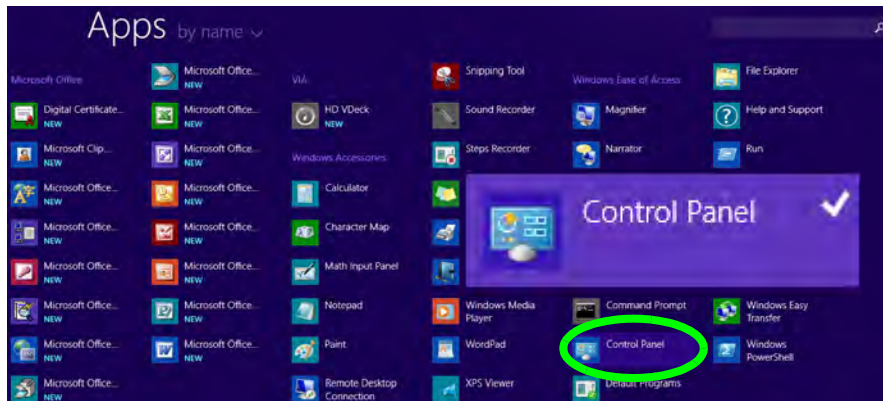 Apps by name
Microsoft Office
Digital Certificate...
NEW
Microsoft Clip...
NEW
Microsoft Office...
NEW
Microsoft Office...
NEW
Microsoft Office...
NEW
Microsoft Office...
NEW
Microsoft Office...
NEW
Microsoft Office...
NEW
Microsoft Office...
NEW
Microsoft Office...
NEW
Microsoft Office...
NEW
Microsoft Office...
NEW
Microsoft Office...
NEW
Microsoft Office...
NEW
Microsoft Office...
NEW
Microsoft Office...
NEW
VIA
HD VDeck
NEW
Windows Accessories
Calculator
Character Map
Math Input Panel
Notepad
Paint
Remote Desktop
Connection
Snipping Tool
Sound Recorder
Steps Recorder
Windows Media
Player
WordPad
XPS Viewer
Windows Ease of Access
Magnifier
Narrator
Control Panel
Command Prompt
Control Panel
Default Programs
File Explorer
Help and Support
Run
Windows Easy
Transfer
Windows
PowerShell